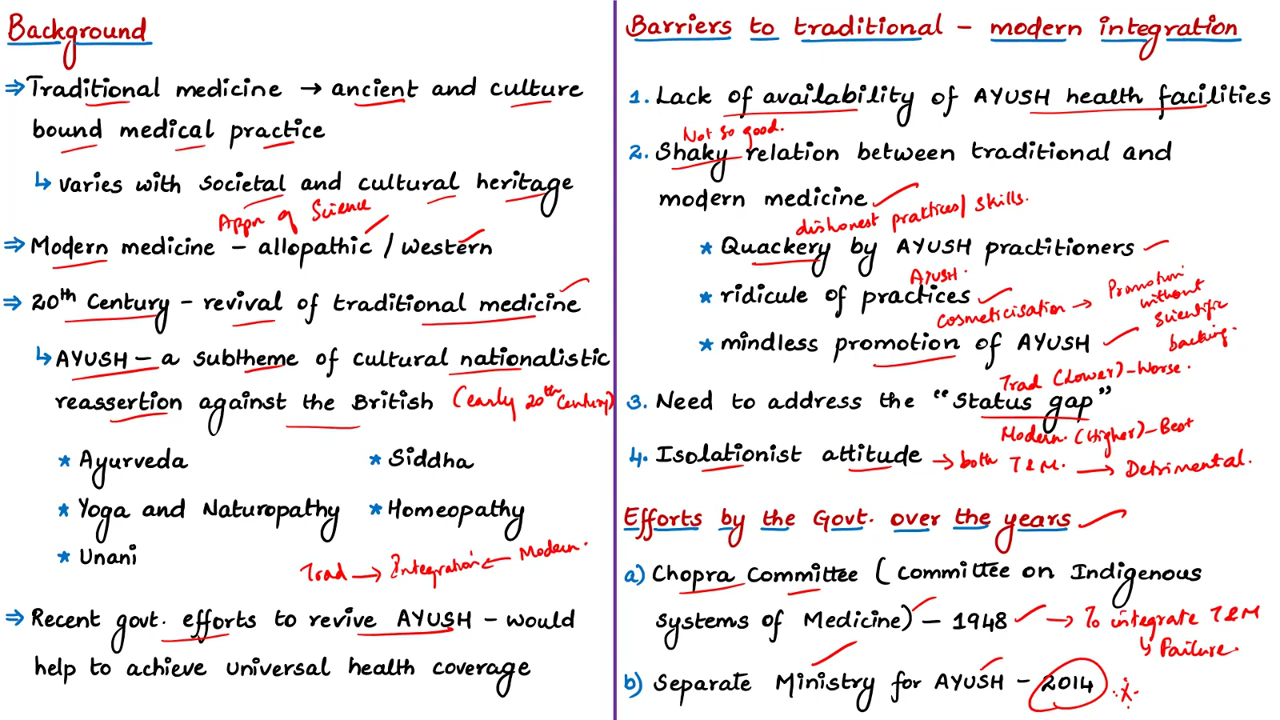 Background
⇒ Traditional medicine → ancient and culture
bound medical practice
↳ varies with societal and cultural heritage
Appn of Science
⇒ Modern medicine – allopathic / western
⇒ 20th Century – revival of traditional medicine
↳ AYUSH – a subtheme of cultural nationalistic
reassertion against the British (early 20th Century)
* Ayurveda * Siddha
* Yoga and Naturopathy * Homeopathy
* Unani
Trad → Integration ← Modern.
⇒ Recent govt. efforts to revive AYUSH – would
help to achieve universal health coverage
Barriers to traditional – modern integration
1. Lack of availability of AYUSH health facilities
Not so good.
2. Shaky relation between traditional and
modern medicine
dishonest practices/ skills.
* Quackery by AYUSH practitioners
AYUSH.
* ridicule of practices
Cosmeticisation → Promotion without scientific backing.
* mindless promotion of AYUSH
Trad (Lower) – Worse.
3. Need to address the "Status gap"
Modern (Higher) – Best
4. Isolationist attitude → both T & M. → Detrimental.
Efforts by the Govt. over the years
a) Chopra Committee (Committee on Indigenous
systems of Medicine) – 1948 → To integrate T & M
↳ Failure.
b) Separate Ministry for AYUSH – 2014